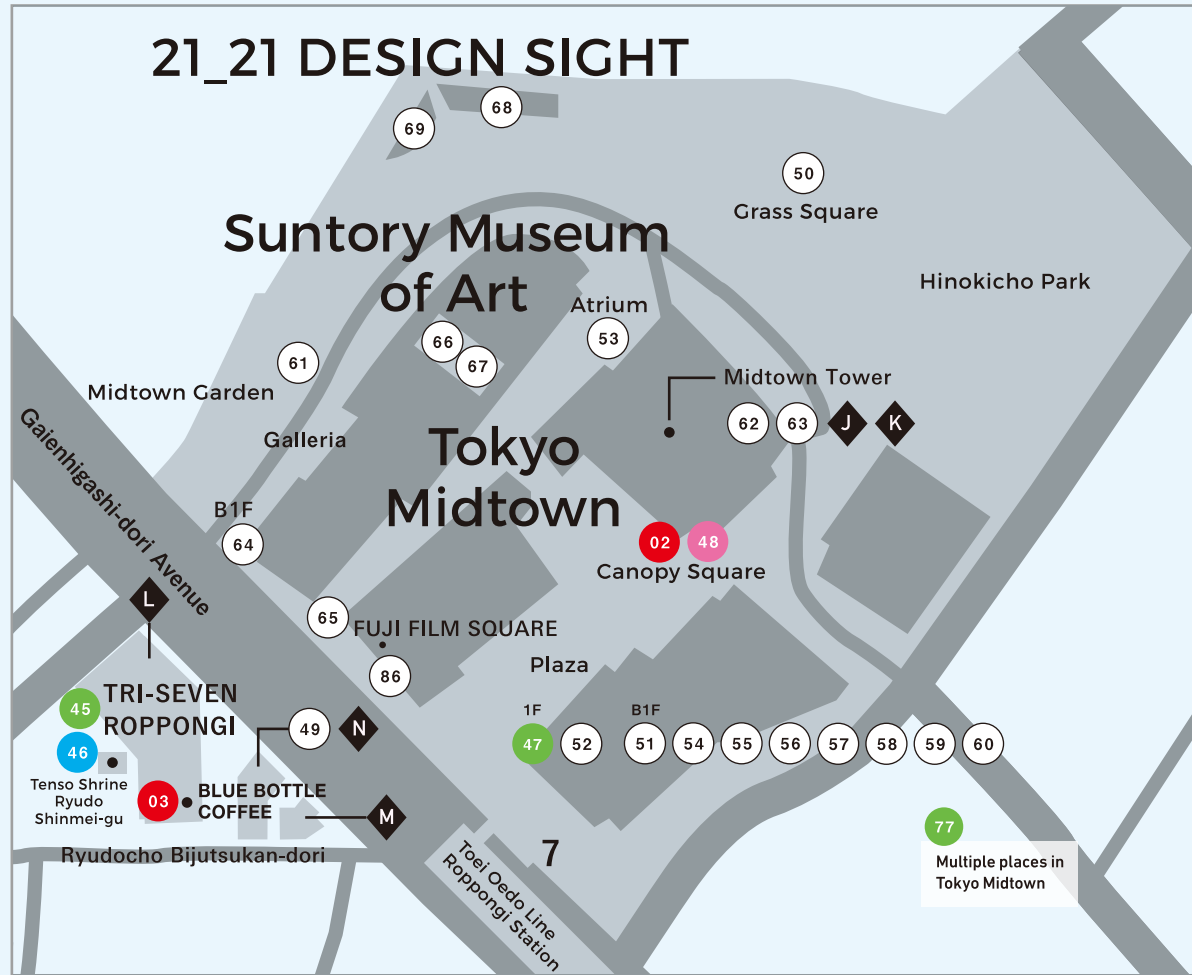 21_21 DESIGN SIGHT
68
69
50
Grass Square
Suntory Museum
of Art
Hinokicho Park
Atrium
53
66
67
61
Midtown Tower
Midtown Garden
62
63
J
K
Gaienhigashi-dori Avenue
Galleria
Tokyo
Midtown
B1F
64
02
48
Canopy Square
L
65
FUJI FILM SQUARE
86
Plaza
TRI-SEVEN
ROPPONGI
45
46
Tenso Shrine
Ryudo
Shinmei-gu
49
N
1F
47
52
B1F
51
54
55
56
57
58
59
60
03
BLUE BOTTLE
COFFEE
M
77
Multiple places in
Tokyo Midtown
Ryudocho Bijutsukan-dori
7
Toei Oedo Line
Roppongi Station